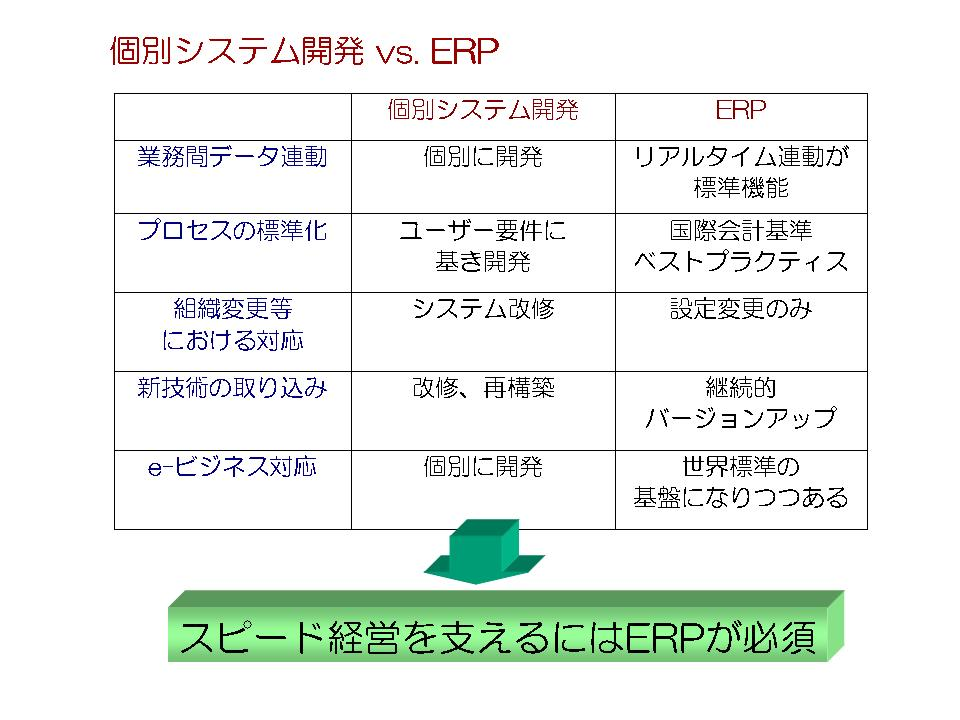 個別システム開発 vs. ERP
個別システム開発 ERP
業務間データ連動 個別に開発 リアルタイム連動が
標準機能
プロセスの標準化 ユーザー要件に 国際会計基準
基き開発 ベストプラクティス
組織変更等 システム改修 設定変更のみ
における対応
新技術の取り込み 改修、再構築 継続的
バージョンアップ
e-ビジネス対応 個別に開発 世界標準の
基盤になりつつある
スピード経営を支えるにはERPが必須